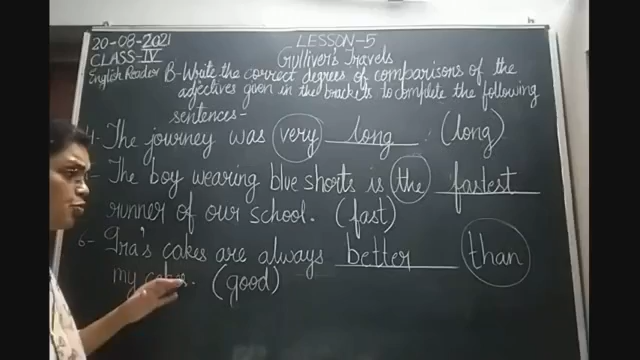 20-08-2021
CLASS-IV
English Reader
LESSON-5
Gulliver's Travels
B-Write the correct degrees of comparisons of the
adjectives given in the brackets to complete the following
sentences-
4- The journey was very long. (long)
- The boy wearing blue shorts is the fastest
runner of our school. (fast)
6- Ira's cakes are always better than
my cakes. (good)